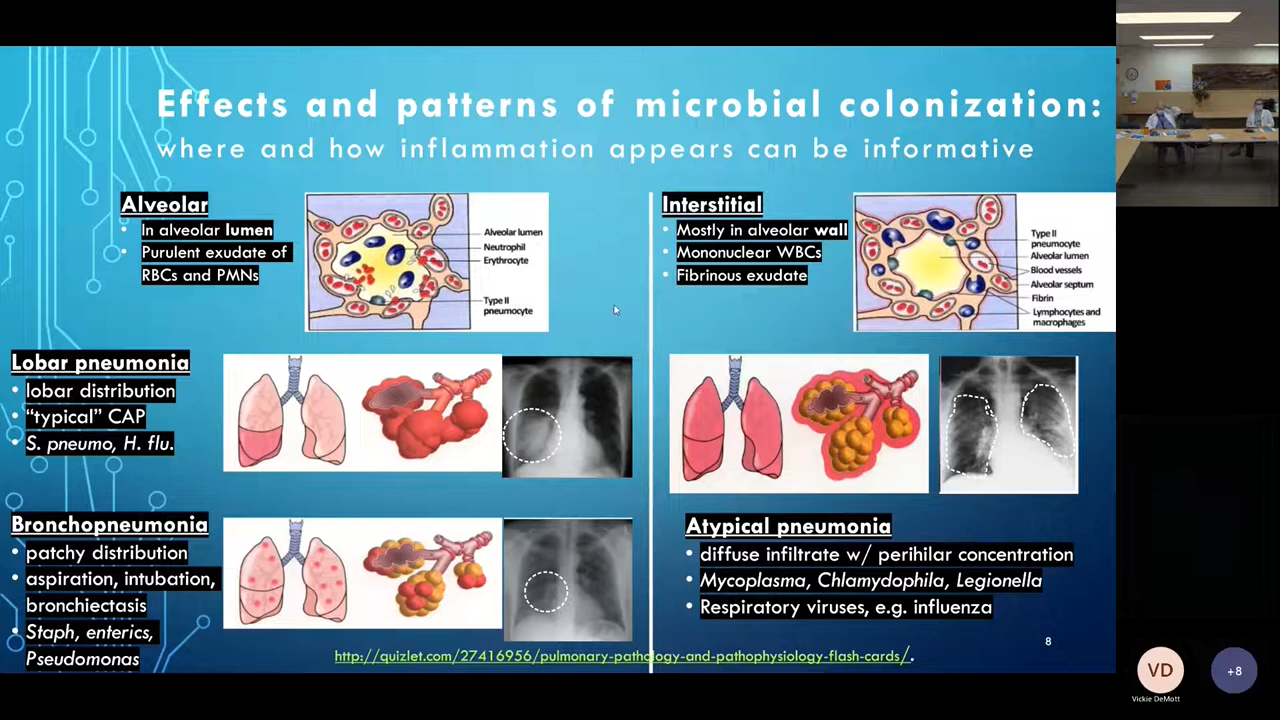 Effects and patterns of microbial colonization:
where and how inflammation appears can be informative
Alveolar
• In alveolar lumen
• Purulent exudate of
RBCs and PMNs
Alveolar lumen
Neutrophil
Erythrocyte
Type II
pneumocyte
Interstitial
• Mostly in alveolar wall
• Mononuclear WBCs
• Fibrinous exudate
Type II
pneumocyte
Alveolar lumen
Blood vessels
Alveolar septum
Fibrin
Lymphocytes and
macrophages
Lobar pneumonia
• lobar distribution
• “typical” CAP
• S. pneumo, H. flu.
Bronchopneumonia
• patchy distribution
• aspiration, intubation,
bronchiectasis
• Staph, enterics,
Pseudomonas
Atypical pneumonia
• diffuse infiltrate w/ perihilar concentration
• Mycoplasma, Chlamydophila, Legionella
• Respiratory viruses, e.g. influenza
8
http://quizlet.com/27416956/pulmonary-pathology-and-pathophysiology-flash-cards/.
VD
Vickie DeMott
+8